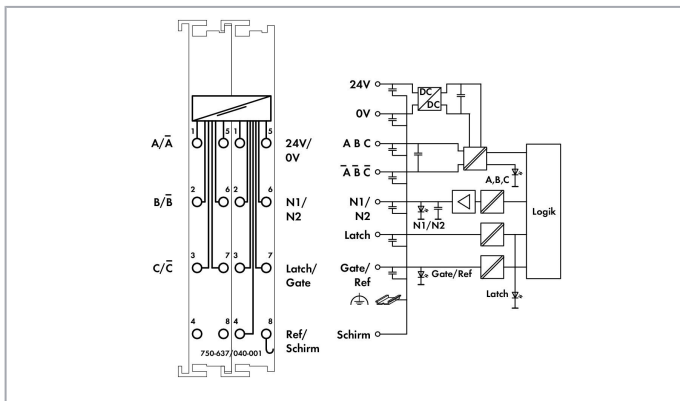 1 5 1 5
A/A̅
24V/
0V
2 6 2 6
B/B̅
N1/
N2
3 7 3 7
C/C̅
Latch/
Gate
4 8 4 8
Ref/
Schirm
750-637/040-001
24V
DC
DC
0V
A B C
A̅ B̅ C̅
A,B,C
N1/
N2
N1/N2
Logik
Latch
Gate/
Ref
Gate/Ref
Latch
Schirm